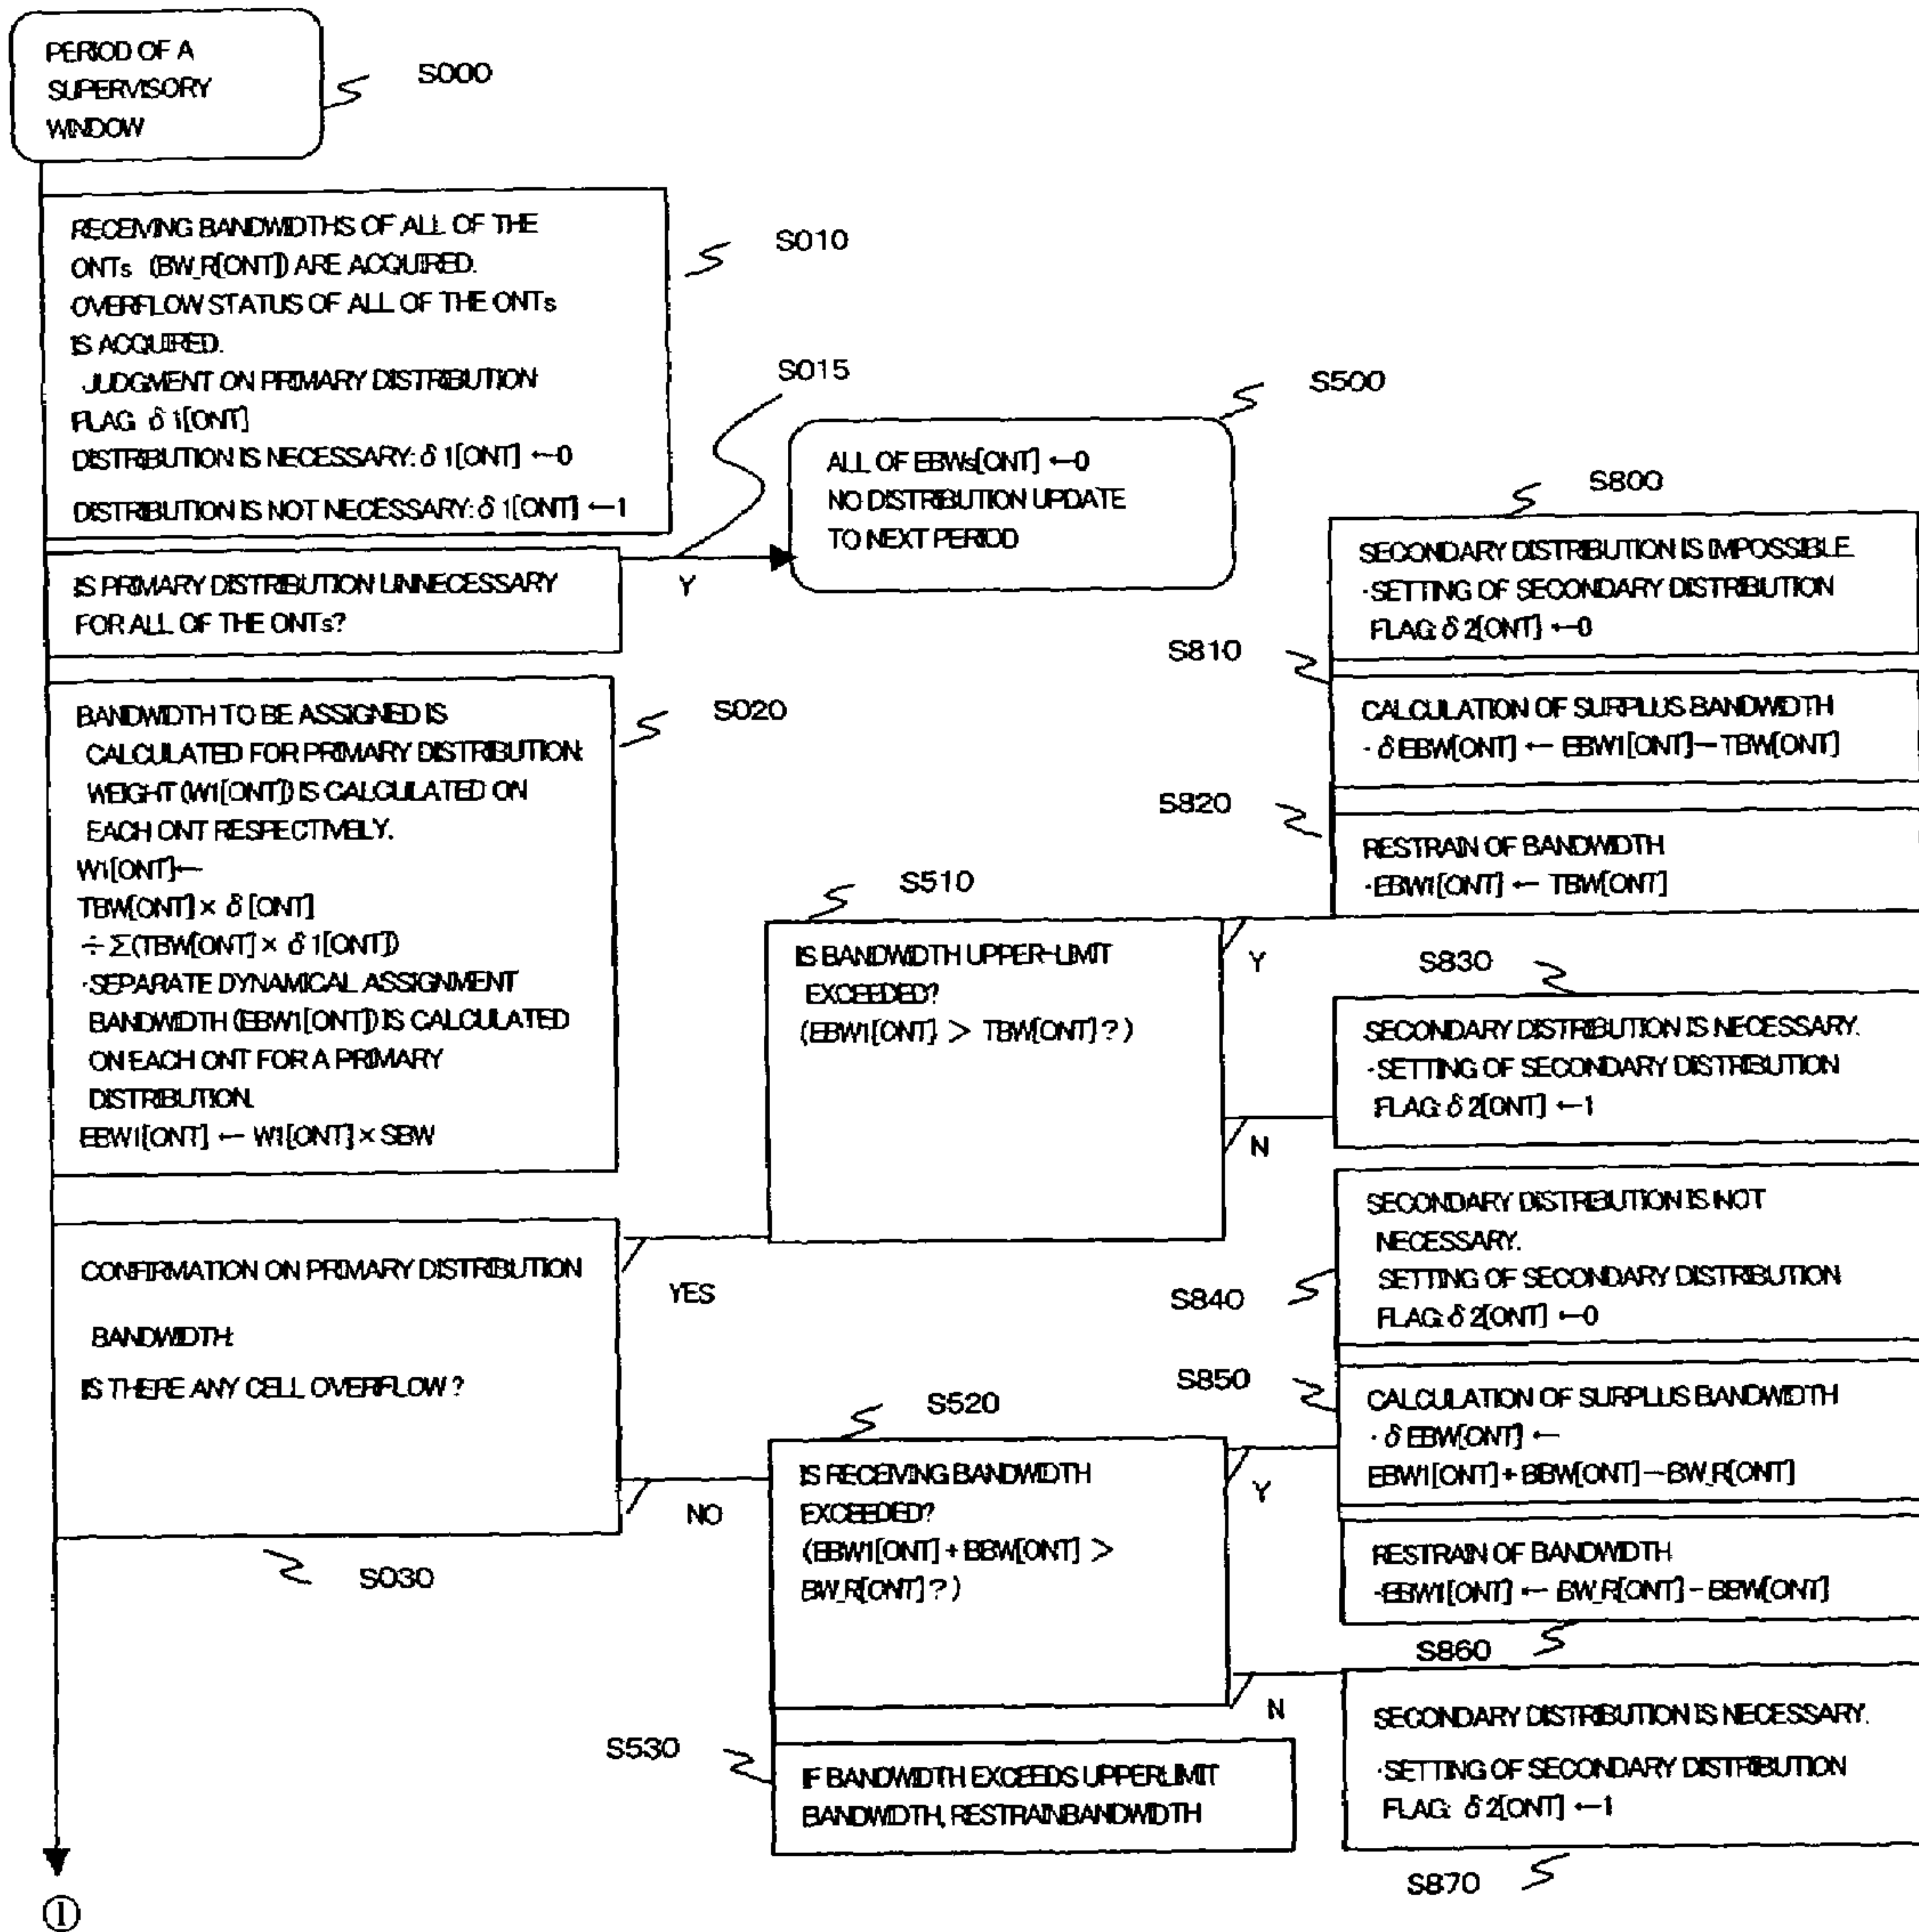 PERIOD OF A
SUPERVISORY
WINDOW
S000
RECEIVING BANDWIDTHS OF ALL OF THE
ONTs (BW_R[ONT]) ARE ACQUIRED.
OVERFLOW STATUS OF ALL OF THE ONTs
IS ACQUIRED.
JUDGMENT ON PRIMARY DISTRIBUTION
FLAG: δ1[ONT]
DISTRIBUTION IS NECESSARY: δ1[ONT] ←0
DISTRIBUTION IS NOT NECESSARY: δ1[ONT] ←1
S010
S015
IS PRIMARY DISTRIBUTION UNNECESSARY
FOR ALL OF THE ONTs?
Y
S500
ALL OF EBWs[ONT] ←0
NO DISTRIBUTION UPDATE
TO NEXT PERIOD
BANDWIDTH TO BE ASSIGNED IS
CALCULATED FOR PRIMARY DISTRIBUTION:
WEIGHT (W1[ONT]) IS CALCULATED ON
EACH ONT RESPECTIVELY.
W1[ONT]←
TBW[ONT]× δ[ONT]
÷Σ(TBW[ONT]× δ1[ONT])
·SEPARATE DYNAMICAL ASSIGNMENT
BANDWIDTH (EBW1[ONT]) IS CALCULATED
ON EACH ONT FOR A PRIMARY
DISTRIBUTION.
EBW1[ONT] ← W1[ONT]×SBW
S020
CONFIRMATION ON PRIMARY DISTRIBUTION
BANDWIDTH:
IS THERE ANY CELL OVERFLOW?
YES
NO
S030
①
S510
IS BANDWIDTH UPPER-LIMIT
EXCEEDED?
(EBW1[ONT] > TBW[ONT]?)
Y
N
S520
IS RECEIVING BANDWIDTH
EXCEEDED?
(EBW1[ONT]+BBW[ONT] >
BW_R[ONT]?)
Y
N
S530
IF BANDWIDTH EXCEEDS UPPERLIMIT
BANDWIDTH, RESTRAINBANDWIDTH
S800
SECONDARY DISTRIBUTION IS IMPOSSIBLE.
·SETTING OF SECONDARY DISTRIBUTION
FLAG: δ2[ONT] ←0
S810
CALCULATION OF SURPLUS BANDWIDTH
· δEBW[ONT] ← EBW1[ONT]−TBW[ONT]
S820
RESTRAIN OF BANDWIDTH
·EBW1[ONT] ← TBW[ONT]
S830
SECONDARY DISTRIBUTION IS NECESSARY.
·SETTING OF SECONDARY DISTRIBUTION
FLAG: δ2[ONT] ←1
SECONDARY DISTRIBUTION IS NOT
NECESSARY.
SETTING OF SECONDARY DISTRIBUTION
FLAG: δ2[ONT] ←0
S840
S850
CALCULATION OF SURPLUS BANDWIDTH
· δEBW[ONT] ←
EBW1[ONT]+BBW[ONT]−BW_R[ONT]
RESTRAIN OF BANDWIDTH
·EBW1[ONT] ← BW_R[ONT]−BBW[ONT]
S860
SECONDARY DISTRIBUTION IS NECESSARY.
·SETTING OF SECONDARY DISTRIBUTION
FLAG: δ2[ONT] ←1
S870